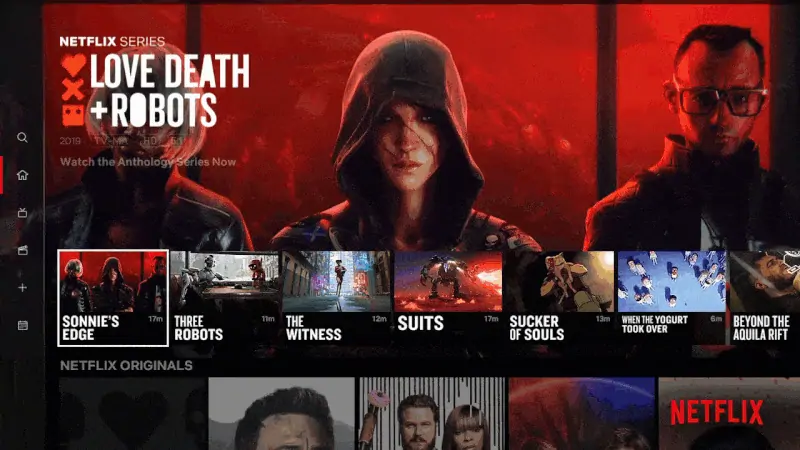 NETFLIX SERIES
LOVE DEATH
+ROBOTS
2019 TV-MA
Watch the Anthology Series Now
SONNIE'S
EDGE
17m
THREE
ROBOTS
11m
THE
WITNESS
12m
SUITS
17m
SUCKER
OF SOULS
13m
WHEN THE YOGURT
TOOK OVER
6m
BEYOND THE
AQUILA RIFT
NETFLIX ORIGINALS
NETFLIX